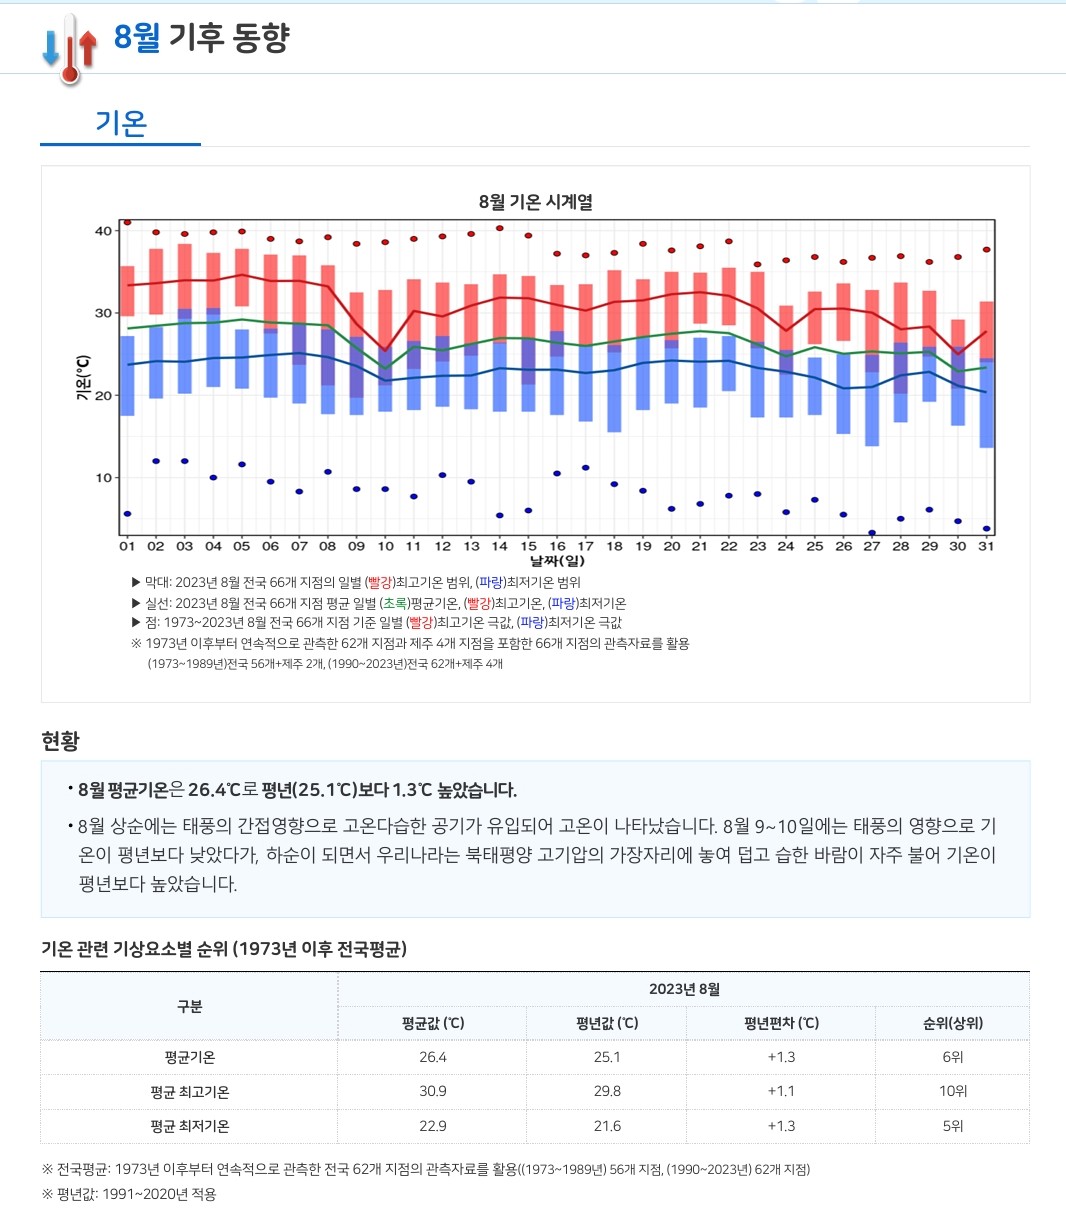 8월 기후 동향
기온
8월 기온 시계열
기온(℃)
40
30
20
10
01 02 03 04 05 06 07 08 09 10 11 12 13 14 15 16 17 18 19 20 21 22 23 24 25 26 27 28 29 30 31
날짜(일)
▶ 막대: 2023년 8월 전국 66개 지점의 일별 (빨강)최고기온 범위, (파랑)최저기온 범위
▶ 실선: 2023년 8월 전국 66개 지점 평균 일별 (초록)평균기온, (빨강)최고기온, (파랑)최저기온
▶ 점: 1973~2023년 8월 전국 66개 지점 기준 일별 (빨강)최고기온 극값, (파랑)최저기온 극값
※ 1973년 이후부터 연속적으로 관측한 62개 지점과 제주 4개 지점을 포함한 66개 지점의 관측자료를 활용
(1973~1989년)전국 56개+제주 2개, (1990~2023년)전국 62개+제주 4개
현황
• 8월 평균기온은 26.4℃로 평년(25.1℃)보다 1.3℃ 높았습니다.
• 8월 상순에는 태풍의 간접영향으로 고온다습한 공기가 유입되어 고온이 나타났습니다. 8월 9~10일에는 태풍의 영향으로 기
온이 평년보다 낮았다가, 하순이 되면서 우리나라는 북태평양 고기압의 가장자리에 놓여 덥고 습한 바람이 자주 불어 기온이
평년보다 높았습니다.
기온 관련 기상요소별 순위 (1973년 이후 전국평균)
구분 2023년 8월
평균값 (℃) 평년값 (℃) 평년편차 (℃) 순위(상위)
평균기온 26.4 25.1 +1.3 6위
평균 최고기온 30.9 29.8 +1.1 10위
평균 최저기온 22.9 21.6 +1.3 5위
※ 전국평균: 1973년 이후부터 연속적으로 관측한 전국 62개 지점의 관측자료를 활용((1973~1989년) 56개 지점, (1990~2023년) 62개 지점)
※ 평년값: 1991~2020년 적용